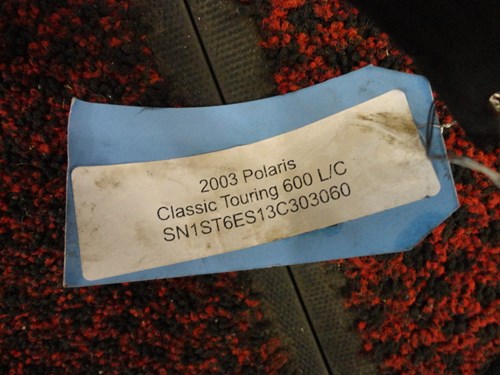 2003 Polaris
Classic Touring 600 L/C
SN1ST6ES13C303060